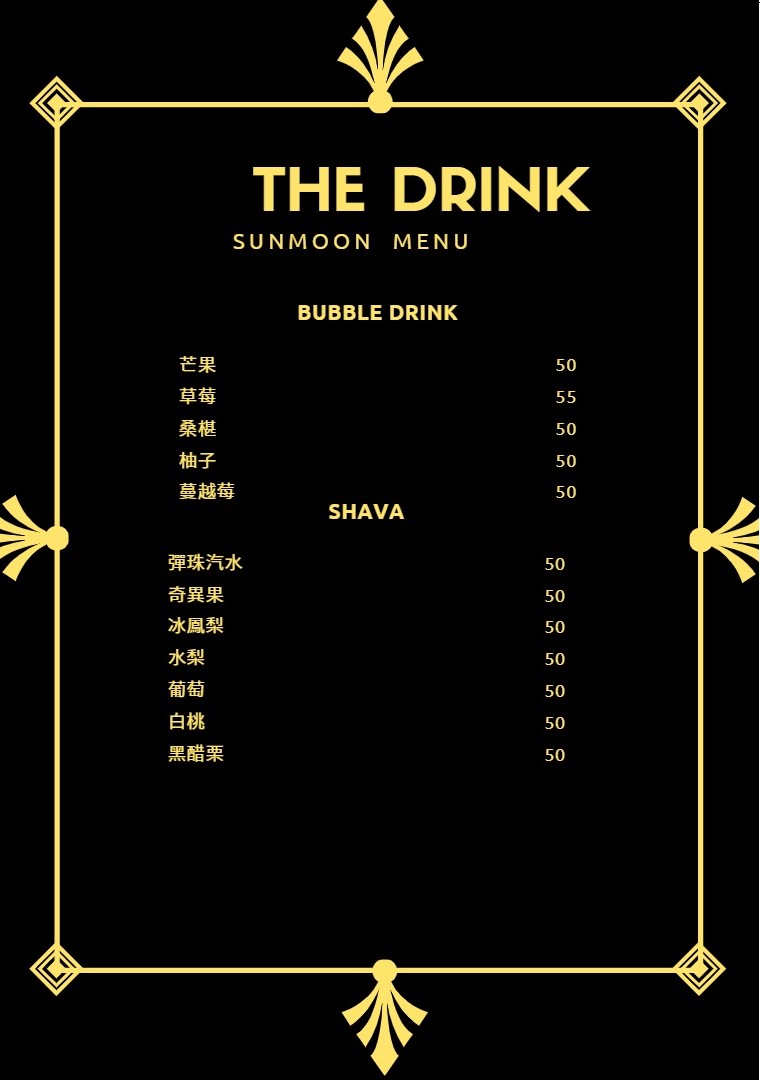 THE DRINK
SUNMOON MENU
BUBBLE DRINK
芒果 50
草莓 55
桑椹 50
柚子 50
蔓越莓 50
SHAVA
彈珠汽水 50
奇異果 50
冰鳳梨 50
水梨 50
葡萄 50
白桃 50
黑醋栗 50